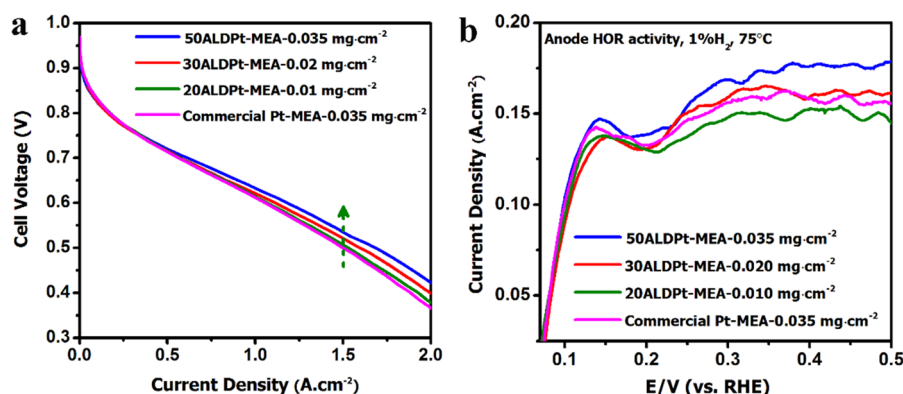 a
1.0
0.9
0.8
0.7
0.6
0.5
0.4
0.3
Cell Voltage (V)
50ALDPt-MEA-0.035 mg·cm⁻²
30ALDPt-MEA-0.02 mg·cm⁻²
20ALDPt-MEA-0.01 mg·cm⁻²
Commercial Pt-MEA-0.035 mg·cm⁻²
0.0 0.5 1.0 1.5 2.0
Current Density (A.cm⁻²)
b
0.25
0.20
0.15
0.10
0.05
Current Density (A.cm⁻²)
Anode HOR activity, 1%H₂, 75°C
50ALDPt-MEA-0.035 mg·cm⁻²
30ALDPt-MEA-0.020 mg·cm⁻²
20ALDPt-MEA-0.010 mg·cm⁻²
Commercial Pt-MEA-0.035 mg·cm⁻²
0.1 0.2 0.3 0.4 0.5
E/V (vs. RHE)